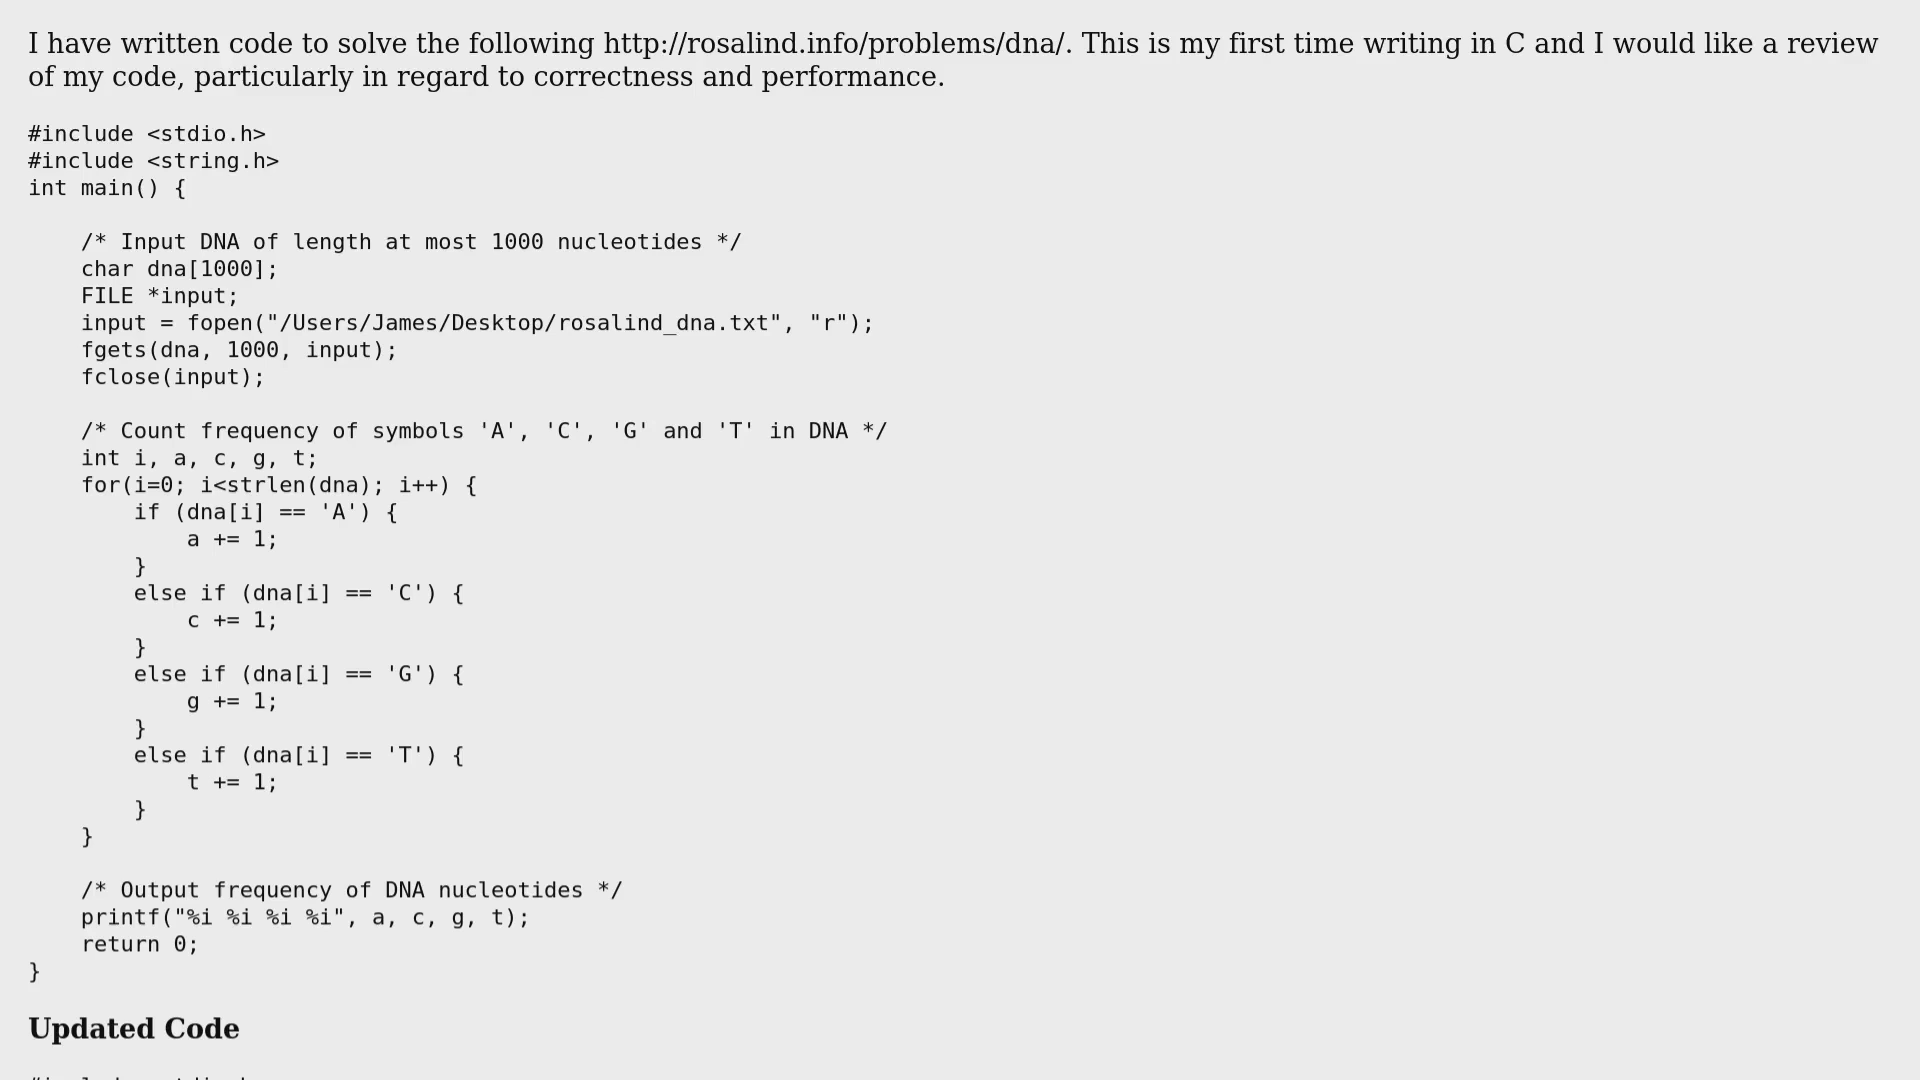 I have written code to solve the following http://rosalind.info/problems/dna/. This is my first time writing in C and I would like a review
of my code, particularly in regard to correctness and performance.
#include <stdio.h>
#include <string.h>
int main() {
    /* Input DNA of length at most 1000 nucleotides */
    char dna[1000];
    FILE *input;
    input = fopen("/Users/James/Desktop/rosalind_dna.txt", "r");
    fgets(dna, 1000, input);
    fclose(input);
    /* Count frequency of symbols 'A', 'C', 'G' and 'T' in DNA */
    int i, a, c, g, t;
    for(i=0; i<strlen(dna); i++) {
        if (dna[i] == 'A') {
            a += 1;
        }
        else if (dna[i] == 'C') {
            c += 1;
        }
        else if (dna[i] == 'G') {
            g += 1;
        }
        else if (dna[i] == 'T') {
            t += 1;
        }
    }
    /* Output frequency of DNA nucleotides */
    printf("%i %i %i %i", a, c, g, t);
    return 0;
}
Updated Code